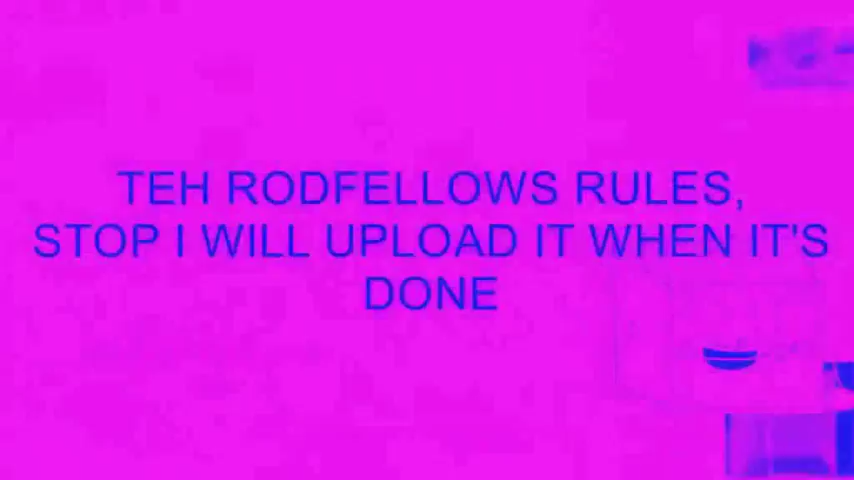 TEH RODFELLOWS RULES,
STOP I WILL UPLOAD IT WHEN IT'S
DONE